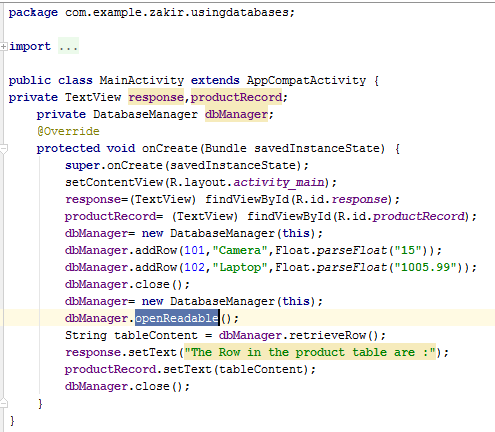 package com.example.zakir.usingdatabases;
import ...
public class MainActivity extends AppCompatActivity {
private TextView response,productRecord;
    private DatabaseManager dbManager;
    @Override
    protected void onCreate(Bundle savedInstanceState) {
        super.onCreate(savedInstanceState);
        setContentView(R.layout.activity_main);
        response=(TextView) findViewById(R.id.response);
        productRecord= (TextView) findViewById(R.id.productRecord);
        dbManager= new DatabaseManager(this);
        dbManager.addRow(101,"Camera",Float.parseFloat("15"));
        dbManager.addRow(102,"Laptop",Float.parseFloat("1005.99"));
        dbManager.close();
        dbManager= new DatabaseManager(this);
        dbManager.openReadable();
        String tableContent = dbManager.retrieveRow();
        response.setText("The Row in the product table are :");
        productRecord.setText(tableContent);
        dbManager.close();
    }
}